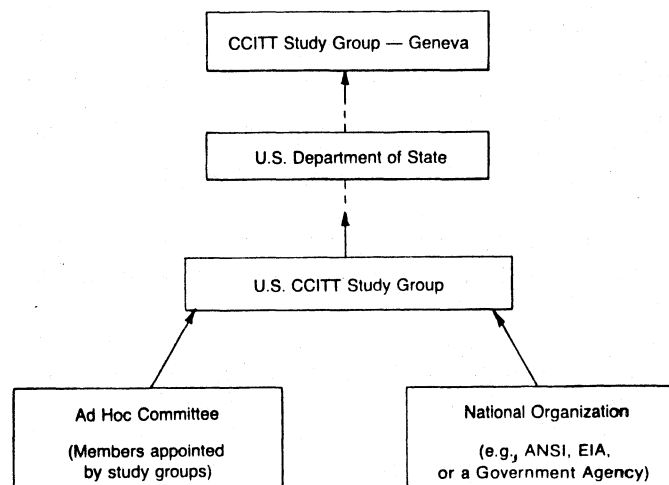 CCITT Study Group — Geneva
U.S. Department of State
U.S. CCITT Study Group
Ad Hoc Committee
(Members appointed
by study groups)
National Organization
(e.g., ANSI, EIA,
or a Government Agency)